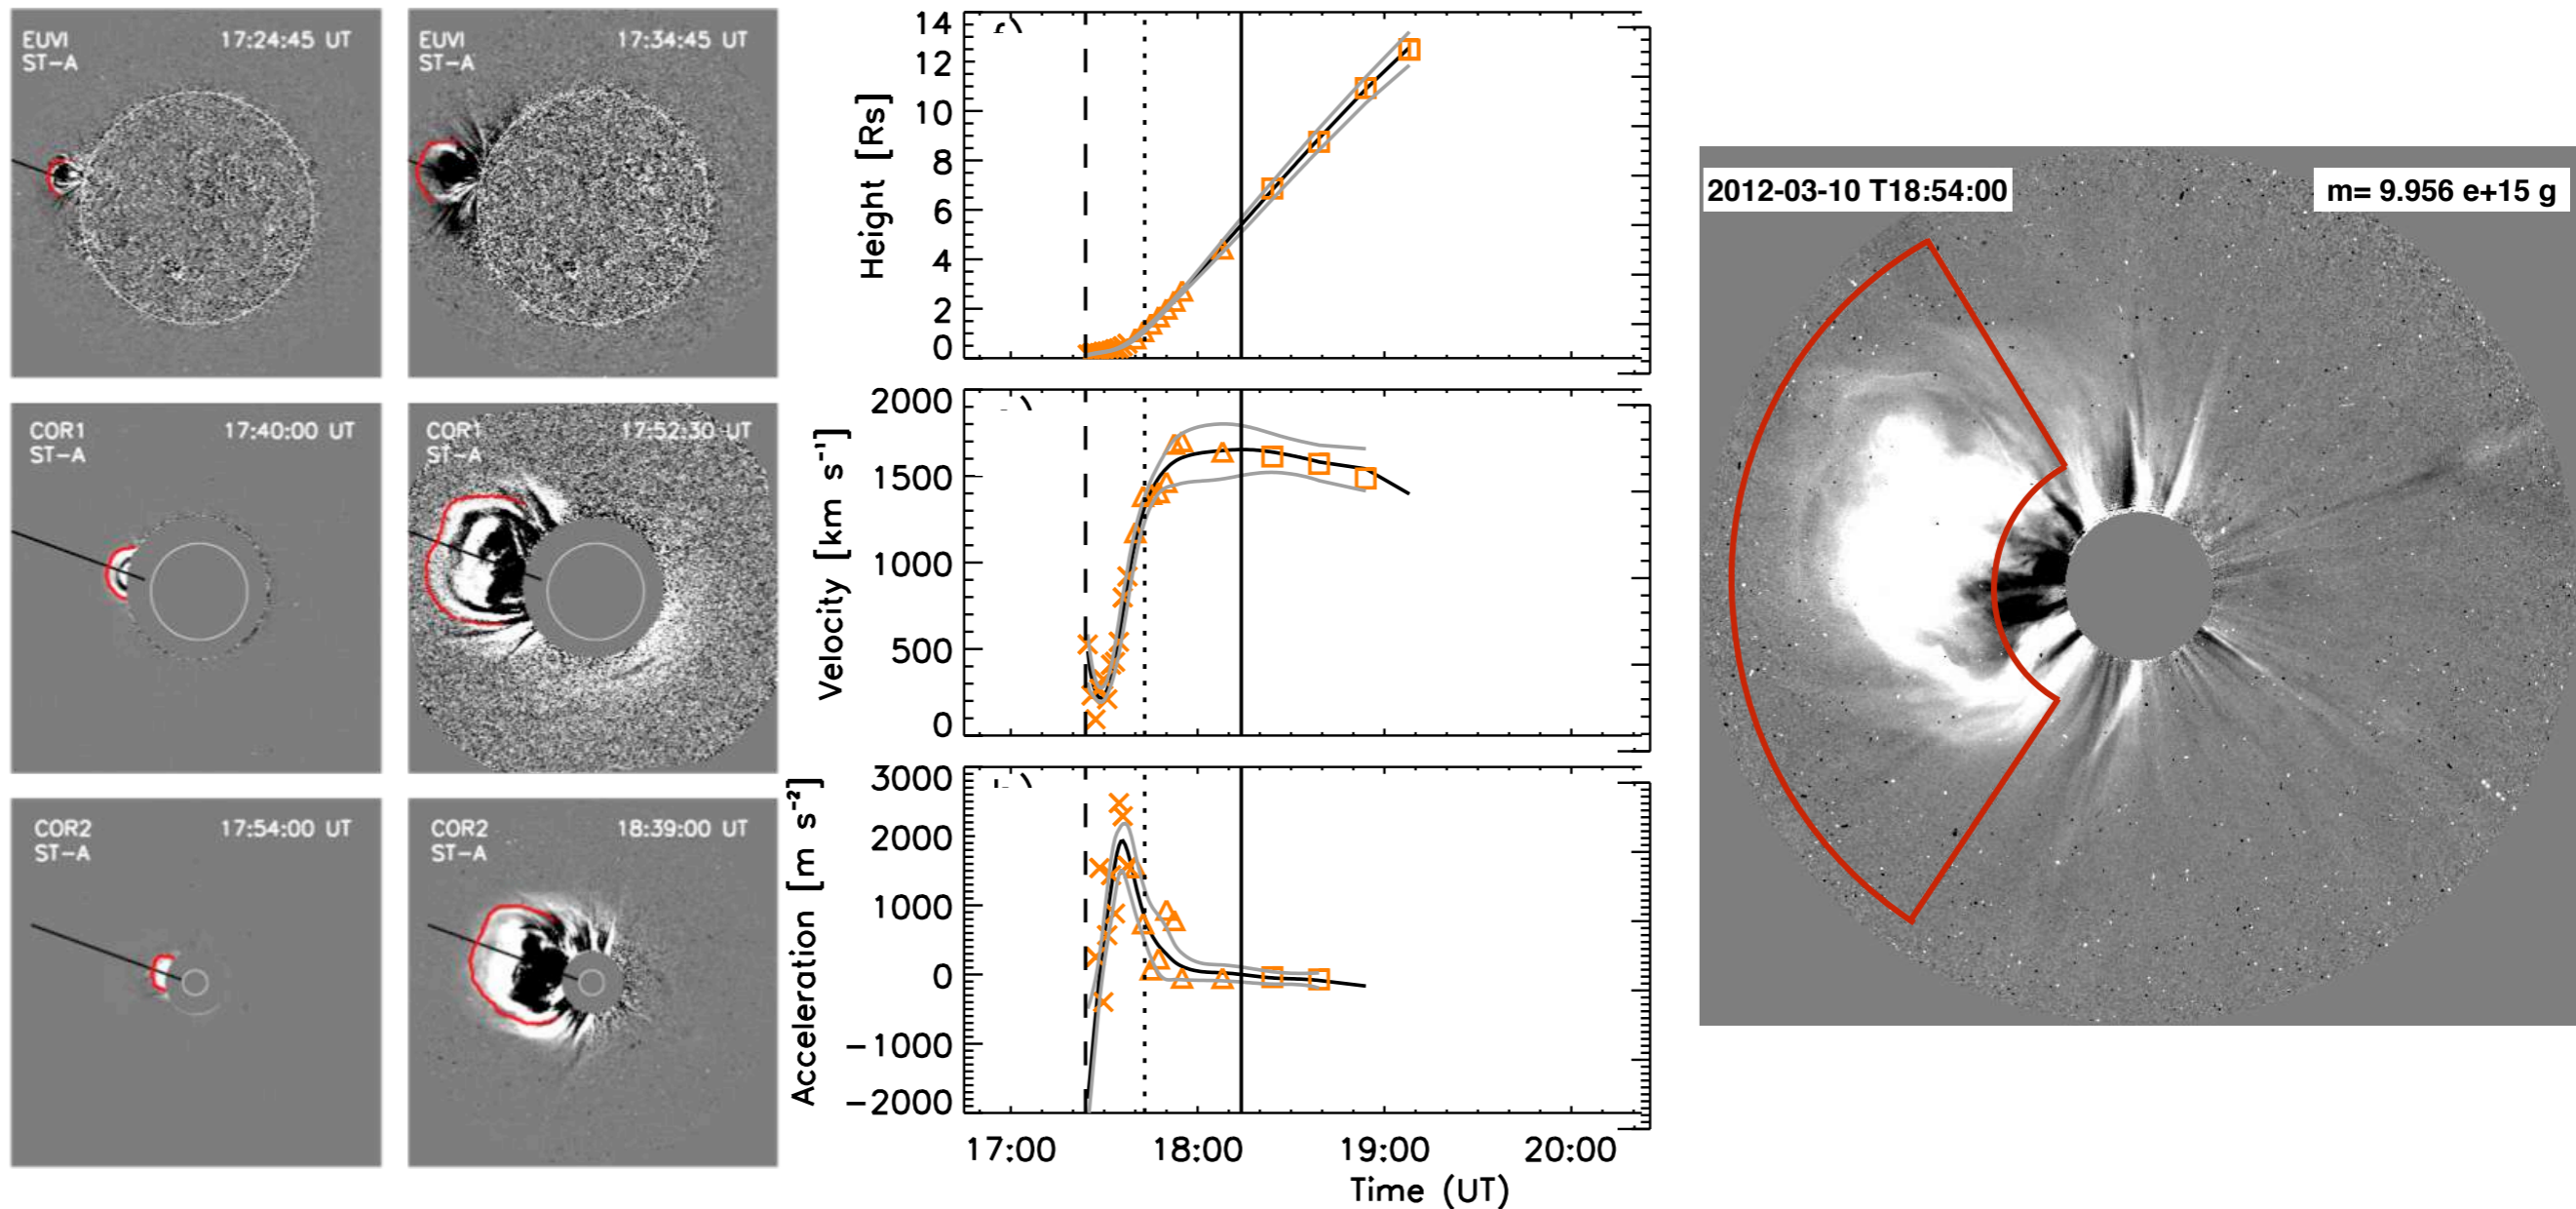 EUVI 17:24:45 UT
ST-A
EUVI 17:34:45 UT
ST-A
COR1 17:40:00 UT
ST-A
COR1 17:52:30 UT
ST-A
COR2 17:54:00 UT
ST-A
COR2 18:39:00 UT
ST-A
Height [Rs]
14
12
10
8
6
4
2
0
Velocity [km s⁻¹]
2000
1500
1000
500
0
Acceleration [m s⁻²]
3000
2000
1000
0
-1000
-2000
17:00 18:00 19:00 20:00
Time (UT)
2012-03-10 T18:54:00 m= 9.956 e+15 g